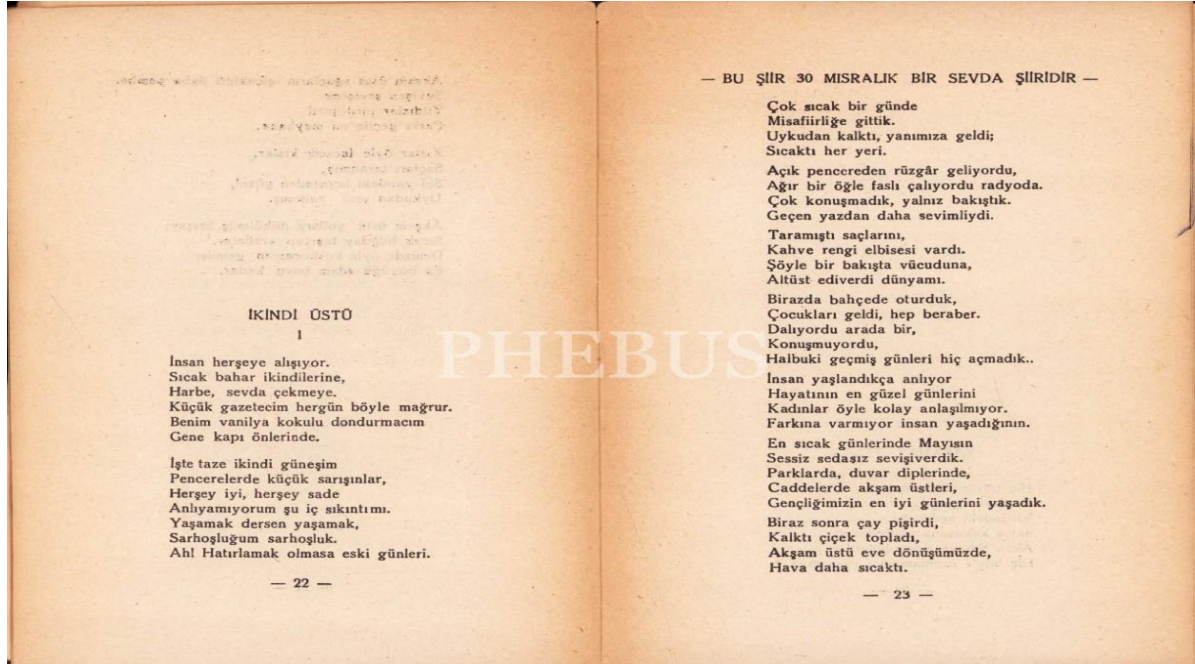 İKİNDİ ÜSTÜ
1
İnsan herşeye alışıyor.
Sıcak bahar ikindilerine,
Harbe, sevda çekmeye.
Küçük gazetecim hergün böyle mağrur.
Benim vanilya kokulu dondurmacım
Gene kapı önlerinde.
İşte taze ikindi güneşim
Pencerelerde küçük sarışınlar,
Herşey iyi, herşey sade
Anlıyamıyorum şu iç sıkıntımı.
Yaşamak dersen yaşamak,
Sarhoşluğum sarhoşluk.
Ah! Hatırlamak olmasa eski günleri.
— 22 —
— BU ŞİİR 30 MISRALIK BİR SEVDA ŞİİRİDİR —
Çok sıcak bir günde
Misafiirliğe gittik.
Uykudan kalktı, yanımıza geldi;
Sıcaktı her yeri.
Açık pencereden rüzgâr geliyordu,
Ağır bir öğle faslı çalıyordu radyoda.
Çok konuşmadık, yalnız bakıştık.
Geçen yazdan daha sevimliydi.
Taramıştı saçlarını,
Kahve rengi elbisesi vardı.
Şöyle bir bakışta vücuduna,
Altüst ediverdi dünyamı.
Birazda bahçede oturduk,
Çocukları geldi, hep beraber.
Dalıyordu arada bir,
Konuşmuyordu,
Halbuki geçmiş günleri hiç açmadık..
İnsan yaşlandıkça anlıyor
Hayatının en güzel günlerini
Kadınlar öyle kolay anlaşılmıyor.
Farkına varmıyor insan yaşadığının.
En sıcak günlerinde Mayısın
Sessiz sedasız sevişiverdik.
Parklarda, duvar diplerinde,
Caddelerde akşam üstleri,
Gençliğimizin en iyi günlerini yaşadık.
Biraz sonra çay pişirdi,
Kalktı çiçek topladı,
Akşam üstü eve dönüşümüzde,
Hava daha sıcaktı.
— 23 —
PHEBUS